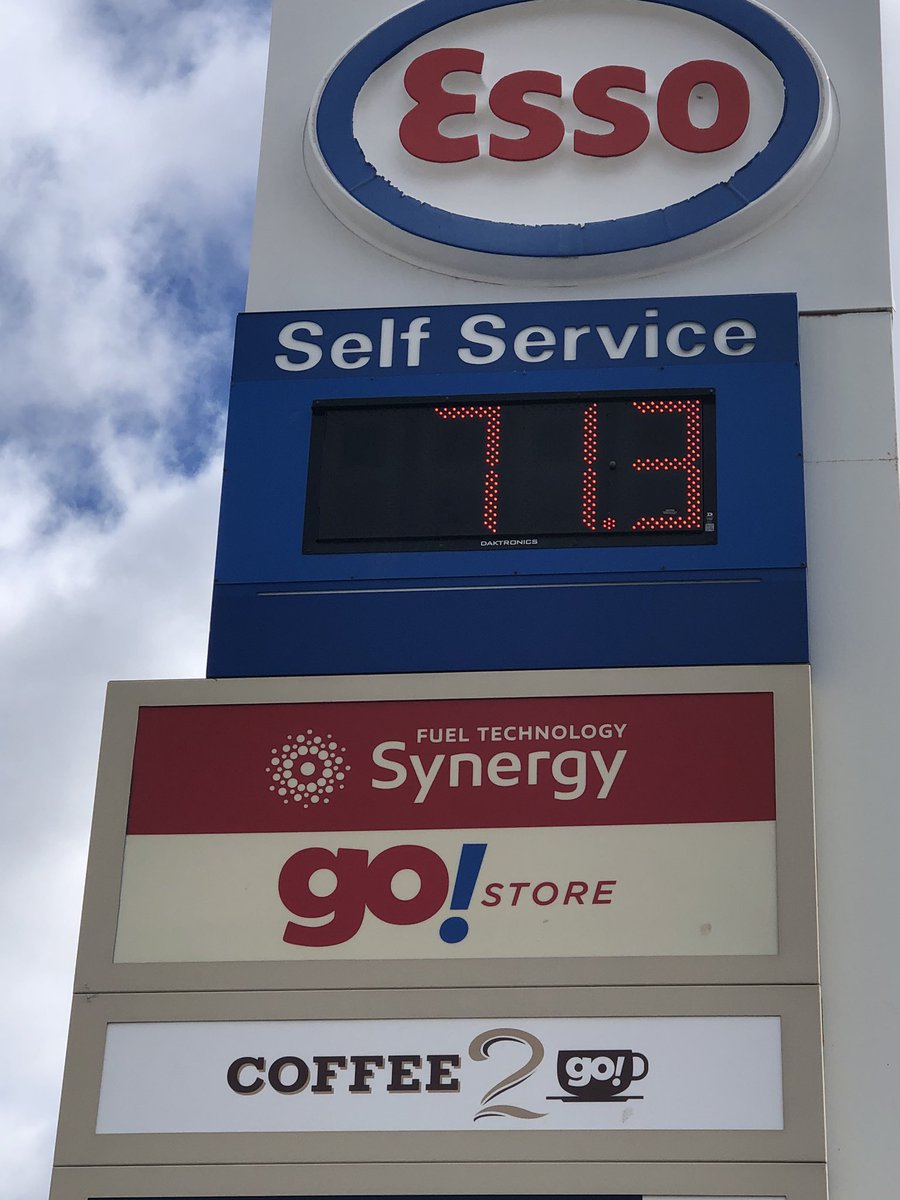 Esso
Self Service
71.3
DAKTRONICS
FUEL TECHNOLOGY
Synergy
go! STORE
COFFEE 2 go!